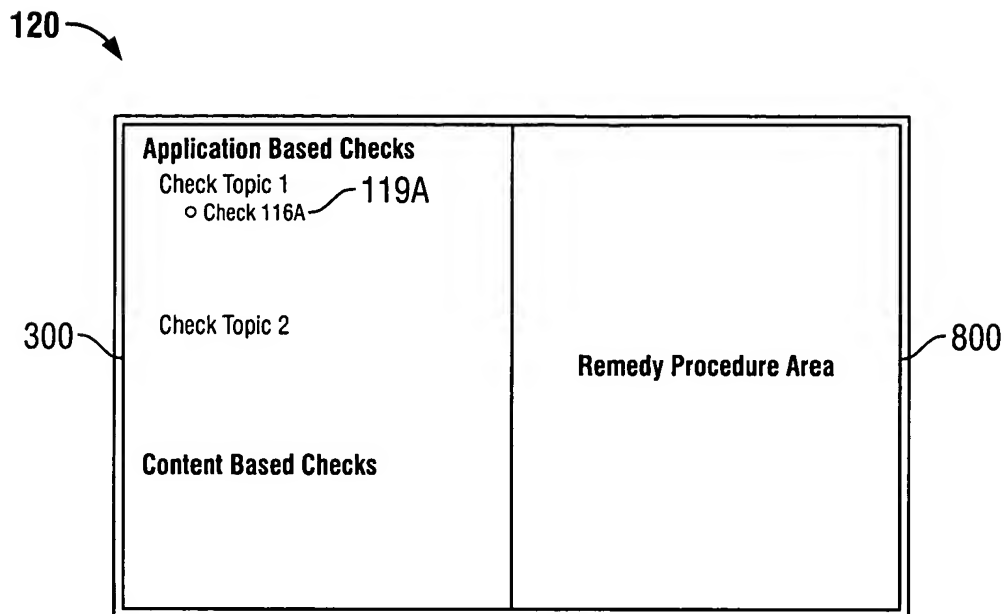 120
Application Based Checks
Check Topic 1
119A
Check 116A
Check Topic 2
300
800
Remedy Procedure Area
Content Based Checks